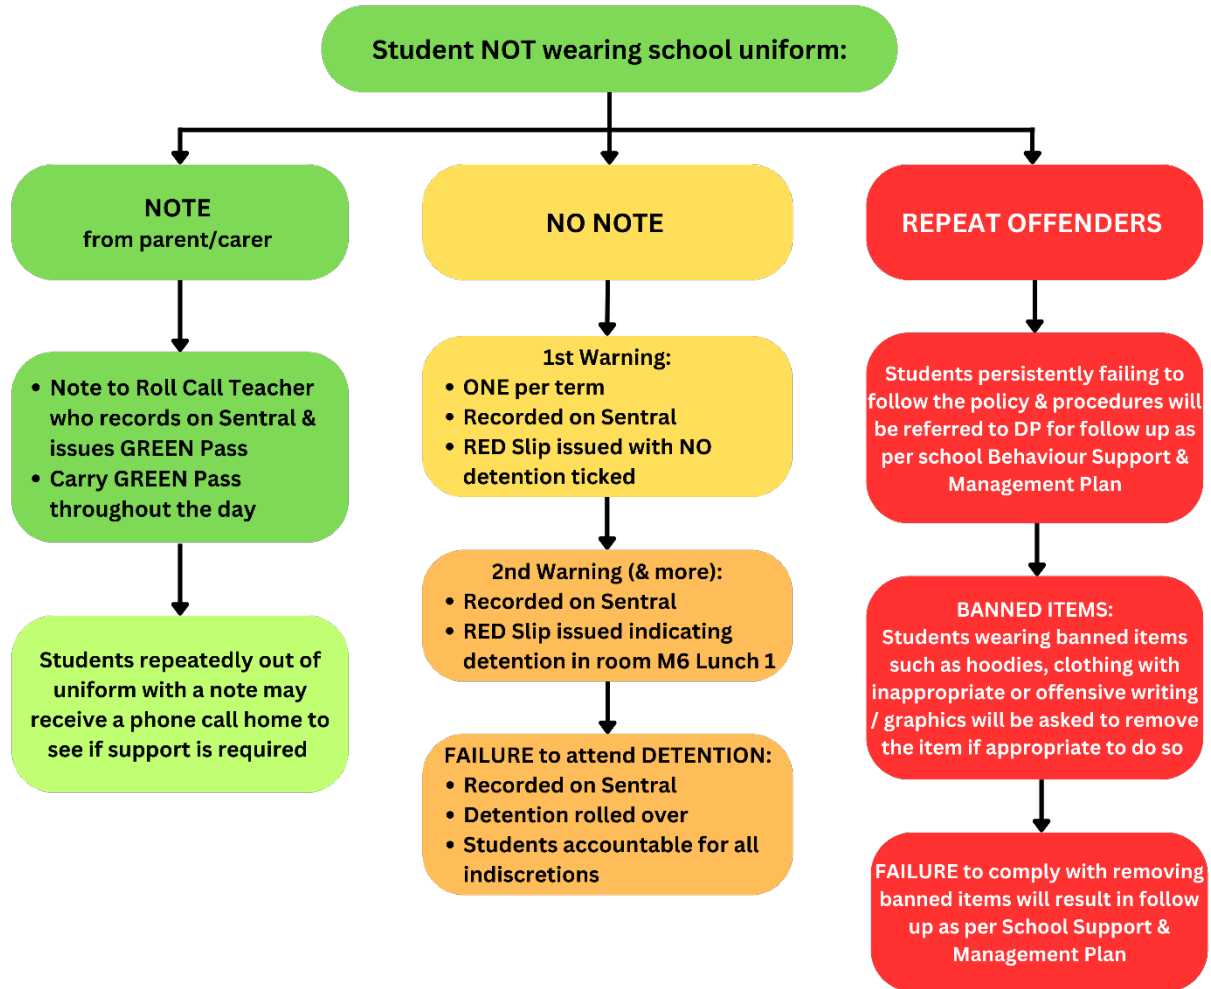 Student NOT wearing school uniform:
NOTE
from parent/carer
• Note to Roll Call Teacher
who records on Sentral &
issues GREEN Pass
• Carry GREEN Pass
throughout the day
Students repeatedly out of
uniform with a note may
receive a phone call home to
see if support is required
NO NOTE
1st Warning:
• ONE per term
• Recorded on Sentral
• RED Slip issued with NO
detention ticked
2nd Warning (& more):
• Recorded on Sentral
• RED Slip issued indicating
detention in room M6 Lunch 1
FAILURE to attend DETENTION:
• Recorded on Sentral
• Detention rolled over
• Students accountable for all
indiscretions
REPEAT OFFENDERS
Students persistently failing to
follow the policy & procedures will
be referred to DP for follow up as
per school Behaviour Support &
Management Plan
BANNED ITEMS:
Students wearing banned items
such as hoodies, clothing with
inappropriate or offensive writing
/ graphics will be asked to remove
the item if appropriate to do so
FAILURE to comply with removing
banned items will result in follow
up as per School Support &
Management Plan